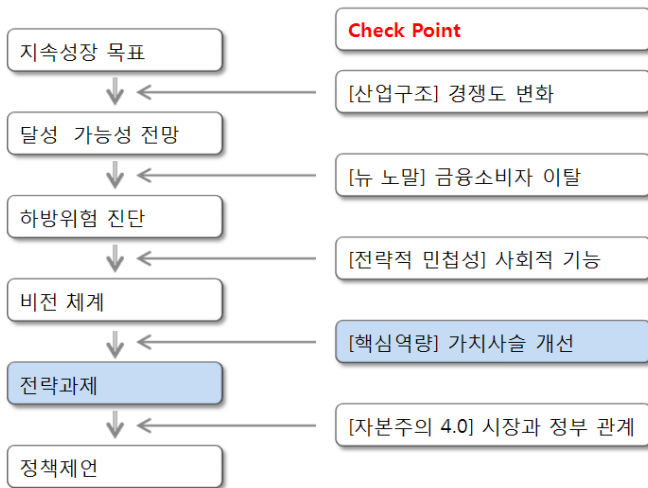 Check Point
지속성장 목표
[산업구조] 경쟁도 변화
달성 가능성 전망
[뉴 노말] 금융소비자 이탈
하방위험 진단
[전략적 민첩성] 사회적 기능
비전 체계
[핵심역량] 가치사슬 개선
전략과제
[자본주의 4.0] 시장과 정부 관계
정책제언